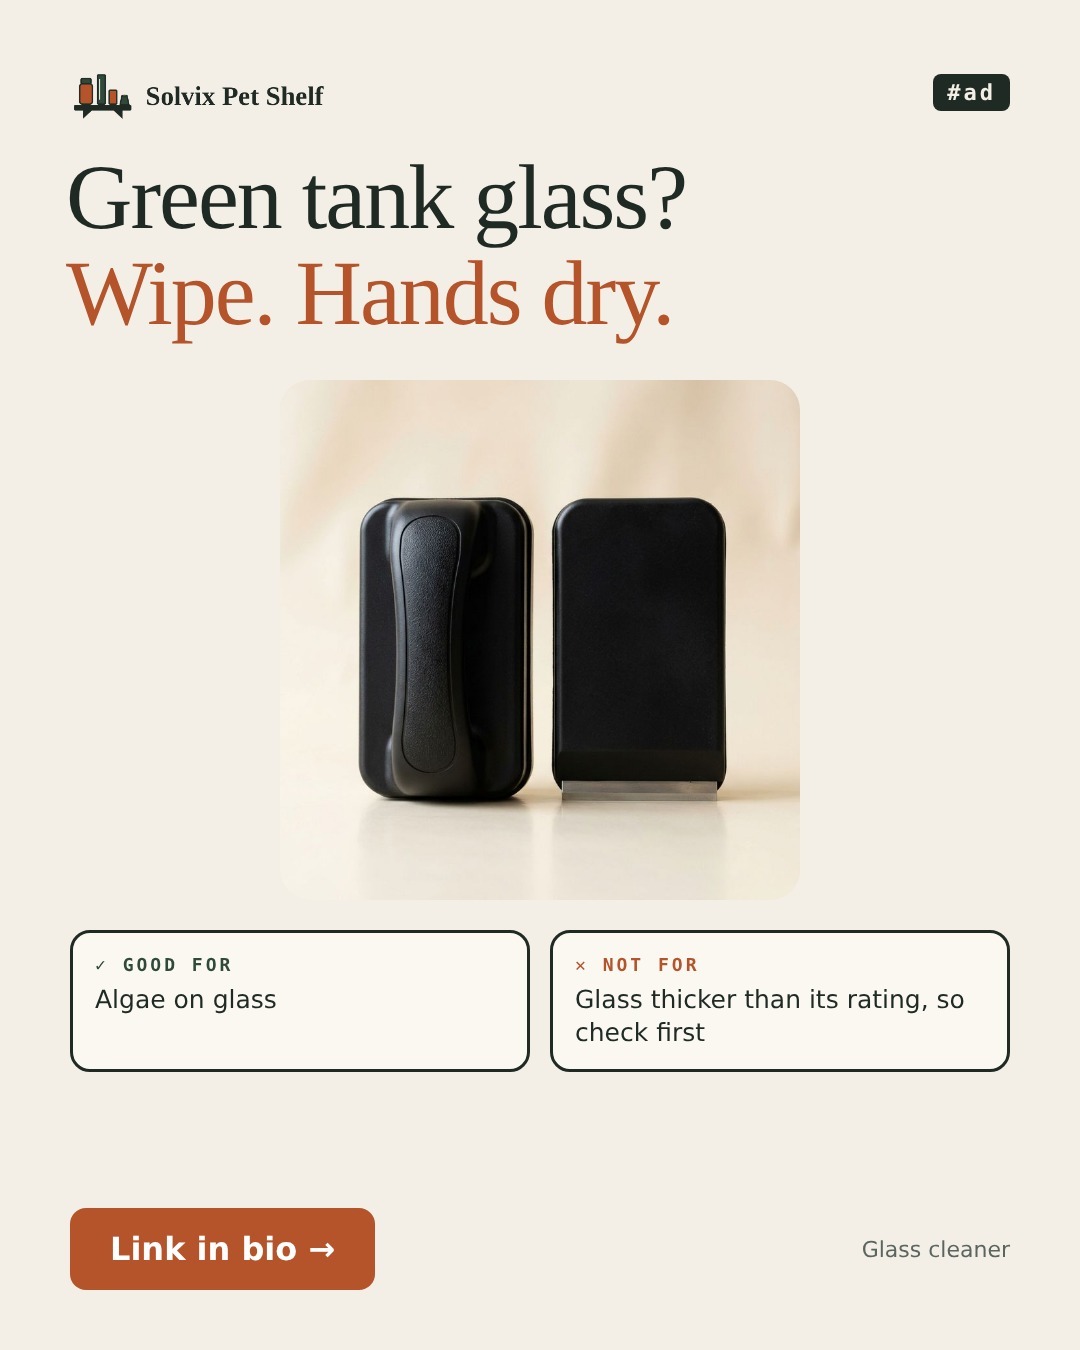 Solvix Pet Shelf
#ad
Green tank glass?
Wipe. Hands dry.
✓ GOOD FOR
Algae on glass
✕ NOT FOR
Glass thicker than its rating, so
check first
Link in bio →
Glass cleaner